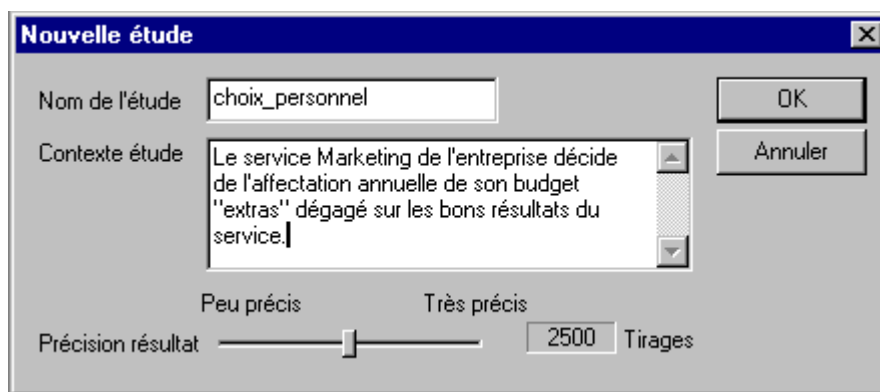 Nouvelle étude
Nom de l'étude choix_personnel OK
Contexte étude Le service Marketing de l'entreprise décide Annuler
de l'affectation annuelle de son budget
"extras" dégagé sur les bons résultats du
service.
Peu précis Très précis
Précision résultat 2500 Tirages